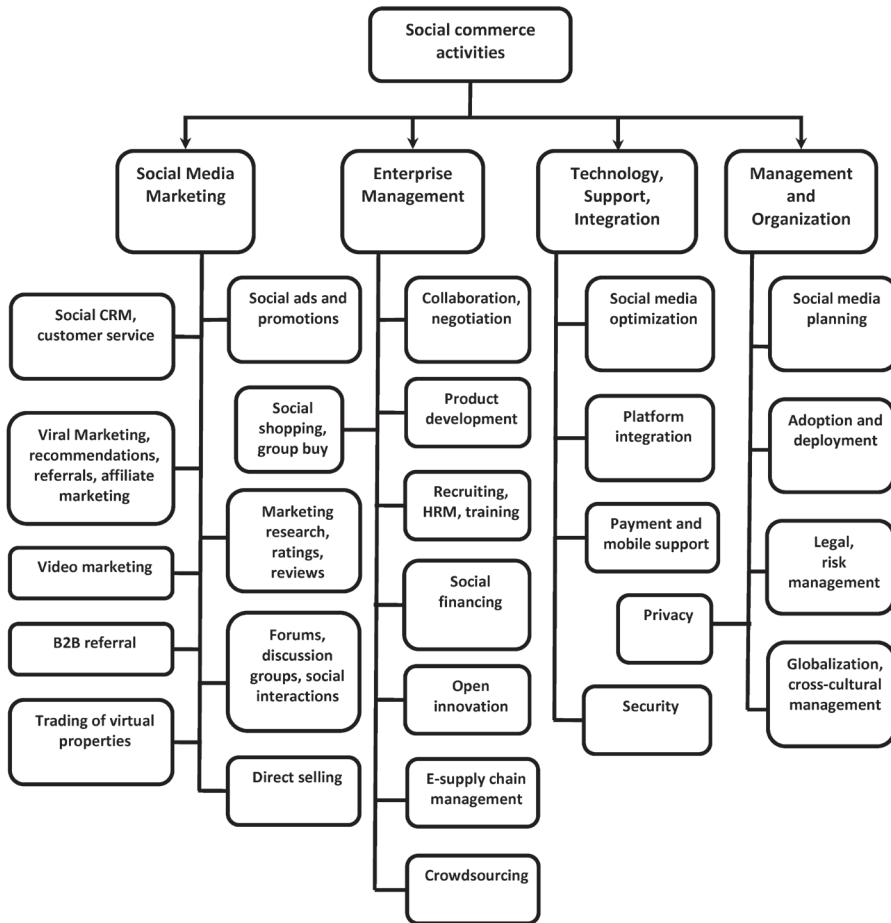 Social commerce
activities
Social Media
Marketing
Enterprise
Management
Technology,
Support,
Integration
Management
and
Organization
Social CRM,
customer service
Viral Marketing,
recommendations,
referrals, affiliate
marketing
Video marketing
B2B referral
Trading of virtual
properties
Social ads and
promotions
Marketing
research,
ratings,
reviews
Forums,
discussion
groups, social
interactions
Direct selling
Social
shopping,
group buy
Collaboration,
negotiation
Product
development
Recruiting,
HRM, training
Social
financing
Open
innovation
E-supply chain
management
Crowdsourcing
Social media
optimization
Platform
integration
Payment and
mobile support
Security
Privacy
Social media
planning
Adoption and
deployment
Legal,
risk
management
Globalization,
cross-cultural
management